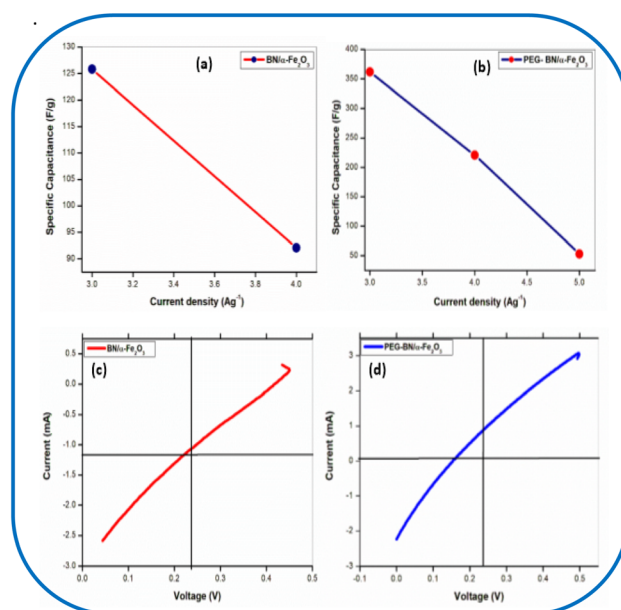 (a)
BN/α-Fe₂O₃
130
125
120
115
110
105
100
95
90
Specific Capacitance (F/g)
3.0 3.2 3.4 3.6 3.8 4.0
Current density (Ag⁻¹)
(b)
PEG- BN/α-Fe₂O₃
400
350
300
250
200
150
100
50
Specific Capacitance (F/g)
3.0 3.5 4.0 4.5 5.0
Current density (Ag⁻¹)
BN/α-Fe₂O₃
(c)
0.5
0.0
-0.5
-1.0
-1.5
-2.0
-2.5
-3.0
Current (mA)
0.0 0.1 0.2 0.3 0.4 0.5
Voltage (V)
PEG-BN/α-Fe₂O₃
(d)
3
2
1
0
-1
-2
-3
Current (mA)
-0.1 0.0 0.1 0.2 0.3 0.4 0.5
Voltage (V)